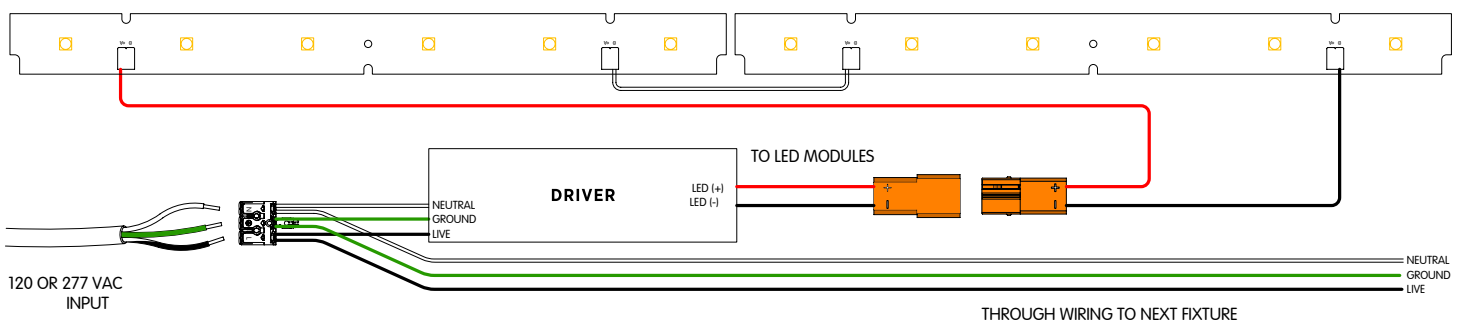 TO LED MODULES
DRIVER
LED (+)
LED (-)
NEUTRAL
GROUND
LIVE
N
L
120 OR 277 VAC
INPUT
NEUTRAL
GROUND
LIVE
THROUGH WIRING TO NEXT FIXTURE